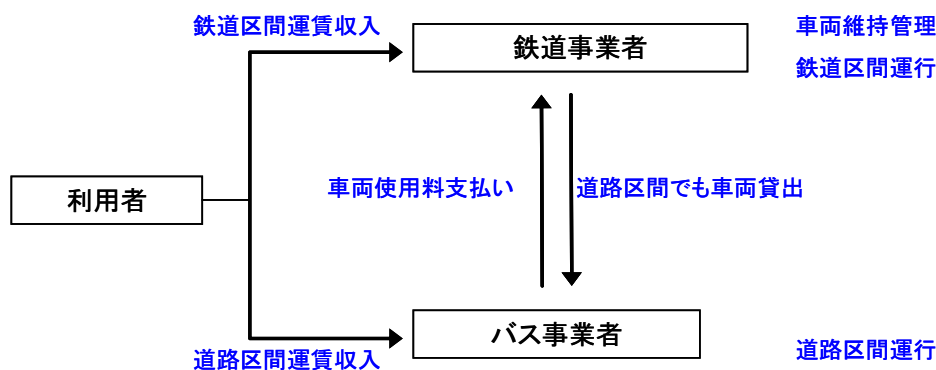 鉄道区間運賃収入
鉄道事業者
車両維持管理
鉄道区間運行
利用者
車両使用料支払い
道路区間でも車両貸出
バス事業者
道路区間運賃収入
道路区間運行